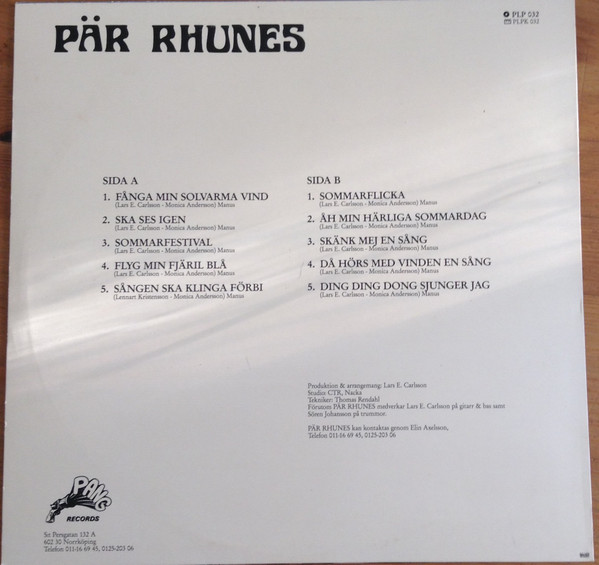 PÄR RHUNES
PLP 032
PLPK 032
SIDA A
1. FÅNGA MIN SOLVARMA VIND
(Lars E. Carlsson - Monica Andersson) Manus
2. SKA SES IGEN
(Lars E. Carlsson - Monica Andersson) Manus
3. SOMMARFESTIVAL
(Lars E. Carlsson - Monica Andersson) Manus
4. FLYG MIN FJÄRIL BLÅ
(Lars E. Carlsson - Monica Andersson) Manus
5. SÅNGEN SKA KLINGA FÖRBI
(Lennart Kristensson - Monica Andersson) Manus
SIDA B
1. SOMMARFLICKA
(Lars E. Carlsson - Monica Andersson) Manus
2. ÅH MIN HÄRLIGA SOMMARDAG
(Lars E. Carlsson - Monica Andersson) Manus
3. SKÄNK MEJ EN SÅNG
(Lars E. Carlsson - Monica Andersson) Manus
4. DÅ HÖRS MED VINDEN EN SÅNG
(Lars E. Carlsson - Monica Andersson) Manus
5. DING DING DONG SJUNGER JAG
(Lars E. Carlsson - Monica Andersson) Manus
Produktion & arrangemang: Lars E. Carlsson
Studio: CTR, Nacka
Tekniker: Thomas Rendahl
Förutom PÄR RHUNES medverkar Lars E. Carlsson på gitarr & bas samt
Sören Johansson på trummor.
PÄR RHUNES kan kontaktas genom Elin Axelsson,
Telefon 011-16 69 45, 0125-203 06
PANG
RECORDS
S:t Persgatan 132 A
602 30 Norrköping
Telefon 011-16 69 45, 0125-203 06